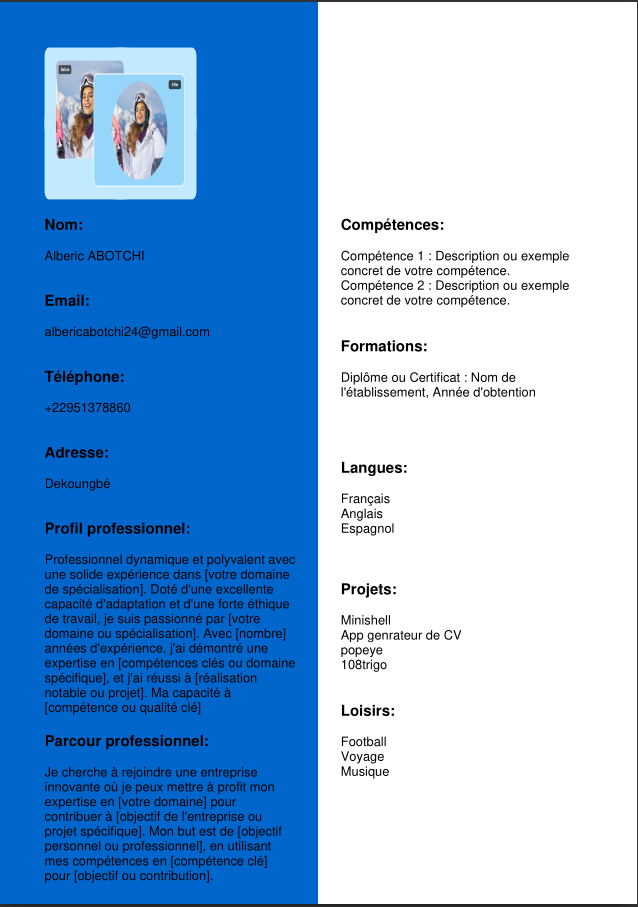 Before
After
Nom:
Alberic ABOTCHI
Email:
albericabotchi24@gmail.com
Téléphone:
+22951378860
Adresse:
Dekoungbé
Profil professionnel:
Professionnel dynamique et polyvalent avec
une solide expérience dans [votre domaine
de spécialisation]. Doté d'une excellente
capacité d'adaptation et d'une forte éthique
de travail, je suis passionné par [votre
domaine ou spécialisation]. Avec [nombre]
années d'expérience, j'ai démontré une
expertise en [compétences clés ou domaine
spécifique], et j'ai réussi à [réalisation
notable ou projet]. Ma capacité à
[compétence ou qualité clé]
Parcour professionnel:
Je cherche à rejoindre une entreprise
innovante où je peux mettre à profit mon
expertise en [votre domaine] pour
contribuer à [objectif de l'entreprise ou
projet spécifique]. Mon but est de [objectif
personnel ou professionnel], en utilisant
mes compétences en [compétence clé]
pour [objectif ou contribution].
Compétences:
Compétence 1 : Description ou exemple
concret de votre compétence.
Compétence 2 : Description ou exemple
concret de votre compétence.
Formations:
Diplôme ou Certificat : Nom de
l'établissement, Année d'obtention
Langues:
Français
Anglais
Espagnol
Projets:
Minishell
App genrateur de CV
popeye
108trigo
Loisirs:
Football
Voyage
Musique